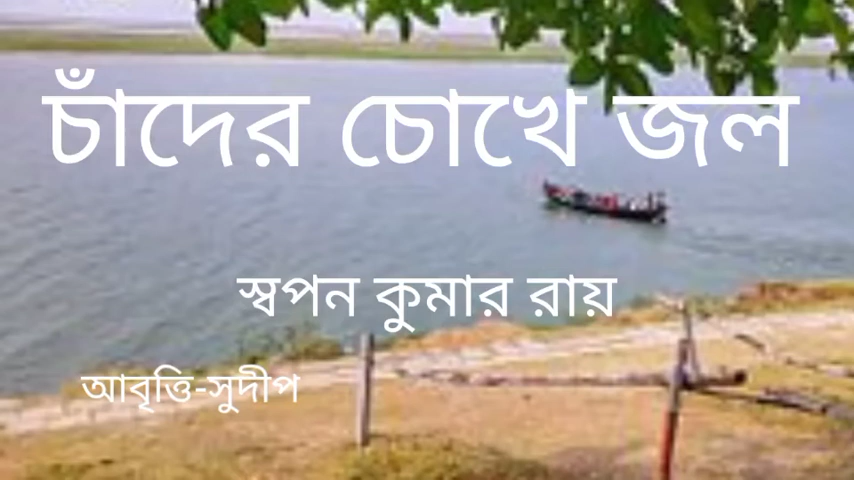 চাঁদের চোখে জল
স্বপন কুমার রায়
আবৃত্তি-সুদীপ